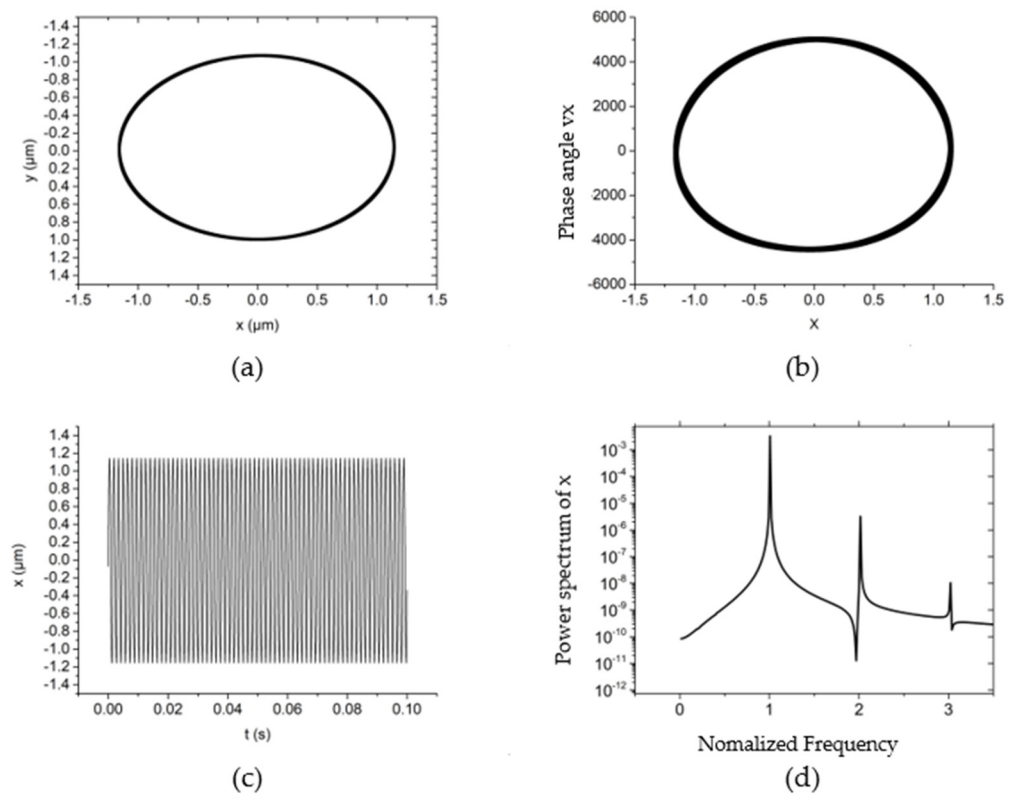 -1.4
-1.2
-1.0
-0.8
-0.6
-0.4
-0.2
0.0
0.2
0.4
0.6
0.8
1.0
1.2
1.4
y (µm)
-1.5 -1.0 -0.5 0.0 0.5 1.0 1.5
x (µm)
(a)
6000
4000
2000
0
-2000
-4000
-6000
Phase angle vx
-1.5 -1.0 -0.5 0.0 0.5 1.0 1.5
X
(b)
1.4
1.2
1.0
0.8
0.6
0.4
0.2
0.0
-0.2
-0.4
-0.6
-0.8
-1.0
-1.2
-1.4
x (µm)
0.00 0.02 0.04 0.06 0.08 0.10
t (s)
(c)
10⁻³
10⁻⁴
10⁻⁵
10⁻⁶
10⁻⁷
10⁻⁸
10⁻⁹
10⁻¹⁰
10⁻¹¹
10⁻¹²
Power spectrum of x
0 1 2 3
Nomalized Frequency
(d)